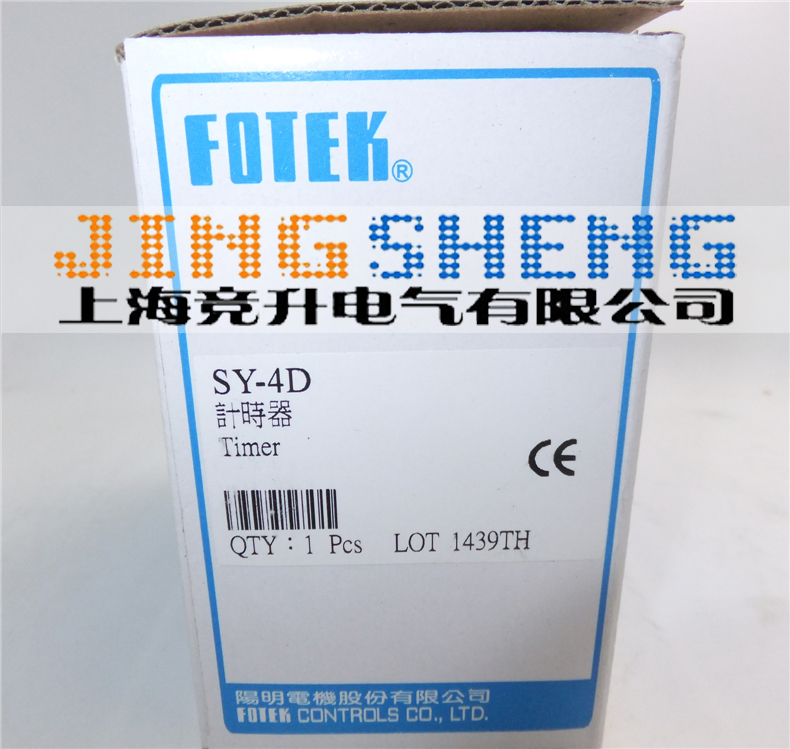 FOTEK®
JINGSHENG
上海竞升电气有限公司
SY-4D
計時器
Timer
CE
QTY : 1 Pcs LOT 1439TH
陽明電機股份有限公司
FOTEK CONTROLS CO., LTD.